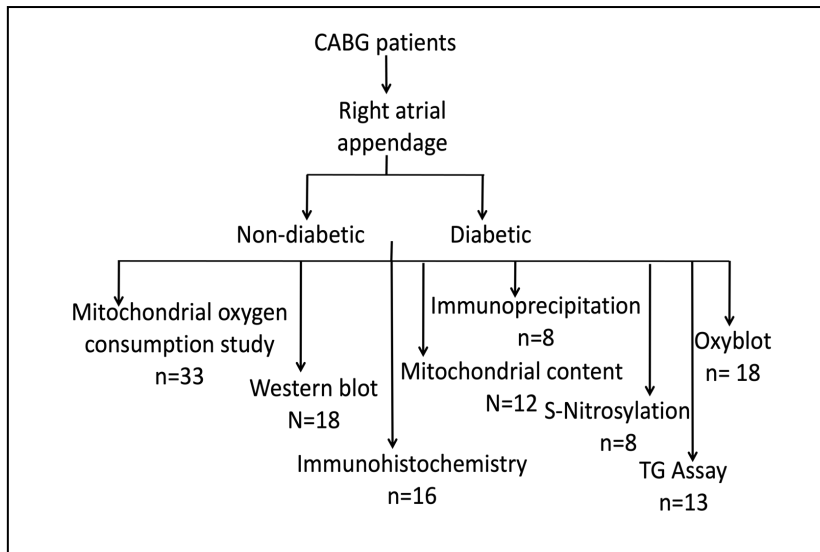 CABG patients
Right atrial
appendage
Non-diabetic
Diabetic
Mitochondrial oxygen
consumption study
n=33
Western blot
N=18
Immunohistochemistry
n=16
Mitochondrial content
N=12
Immunoprecipitation
n=8
S-Nitrosylation
n=8
TG Assay
n=13
Oxyblot
n= 18